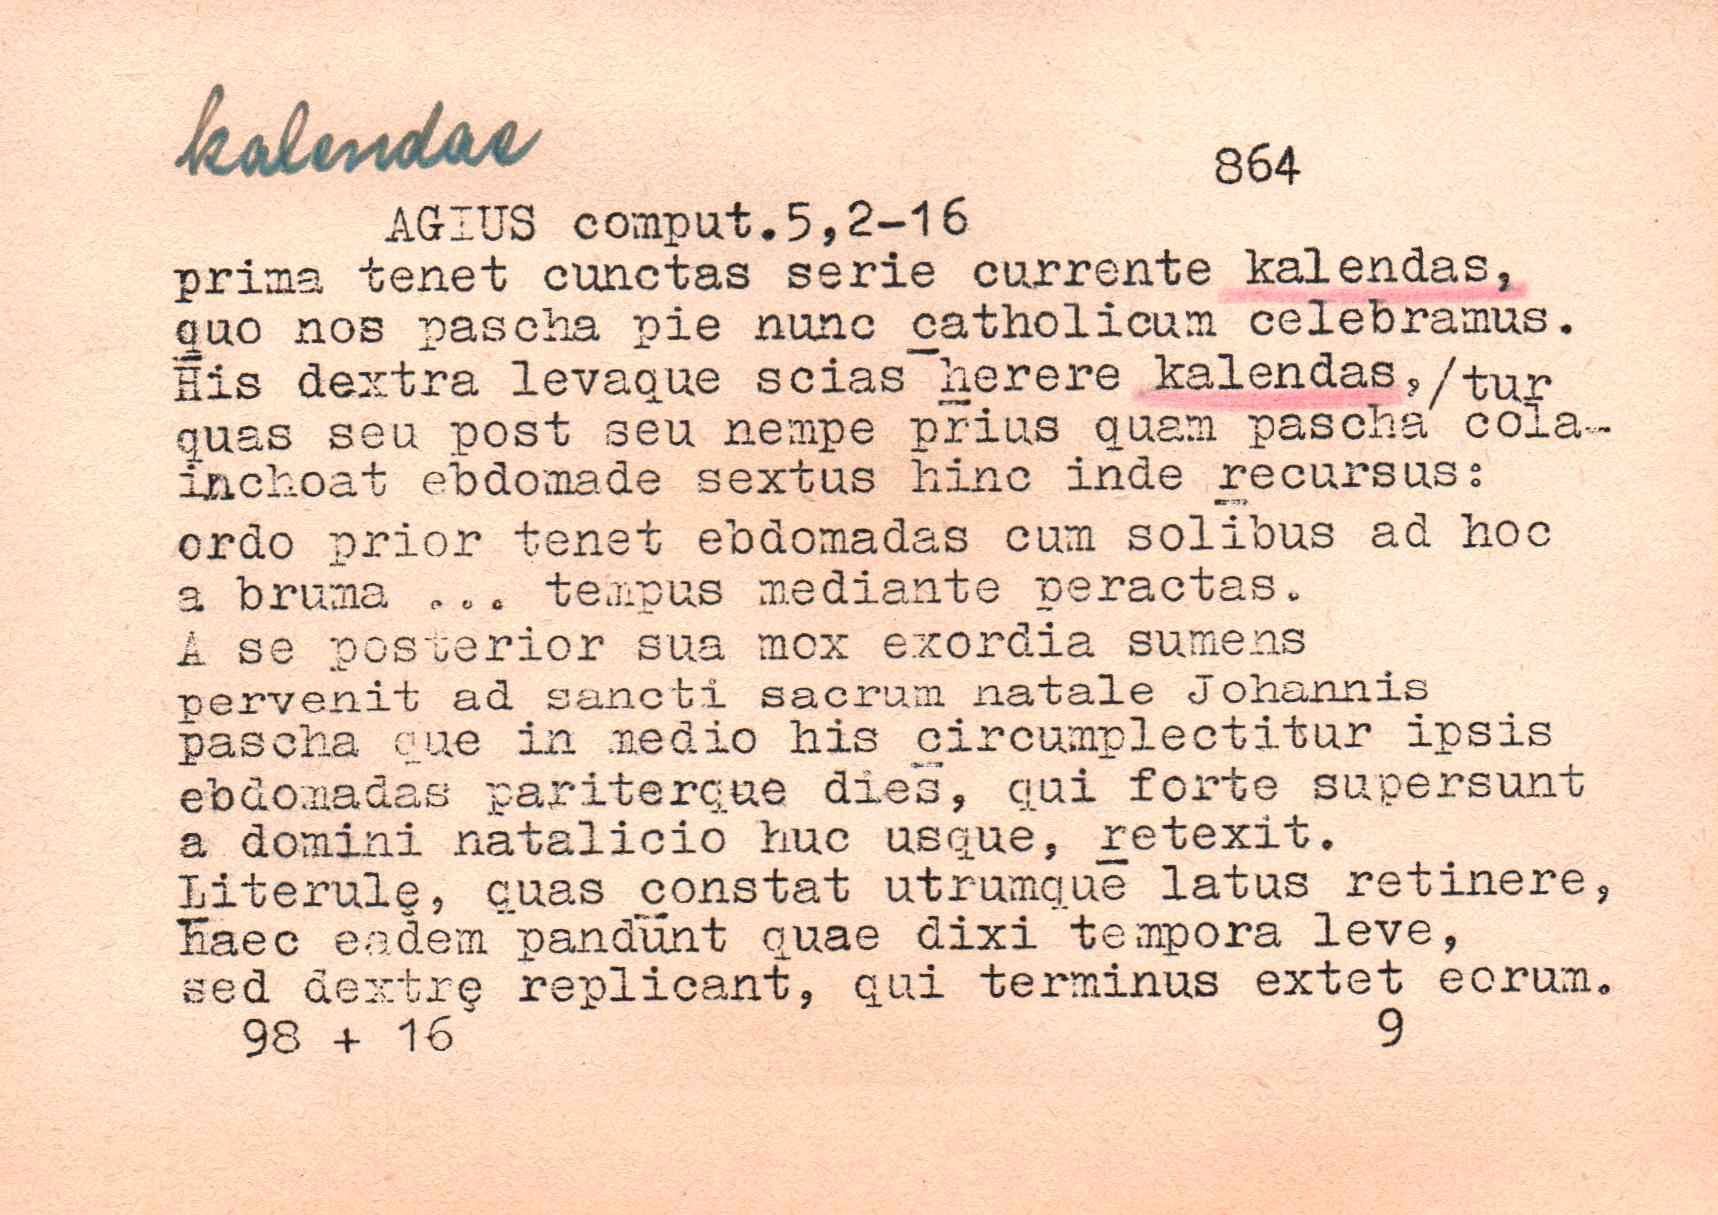 kalendae
864
AGIUS comput.5,2-16
prima tenet cunctas serie currente kalendas,
quo nos pascha pie nunc catholicum celebramus.
His dextra levaque scias herere kalendas,/tur
quas seu post seu nempe prius quam pascha cola-
inchoat ebdomade sextus hinc inde recursus:
ordo prior tenet ebdomadas cum solibus ad hoc
a bruma ... tempus mediante peractas.
A se posterior sua mox exordia sumens
pervenit ad sancti sacrum natale Johannis
pascha que in medio his circumplectitur ipsis
ebdomadas pariterque dies, qui forte supersunt
a domini natalicio huc usque, retexit.
Literulę, quas constat utrumque latus retinere,
haec eadem pandunt quae dixi tempora leve,
sed dextrę replicant, qui terminus extet eorum.
98 + 16 9